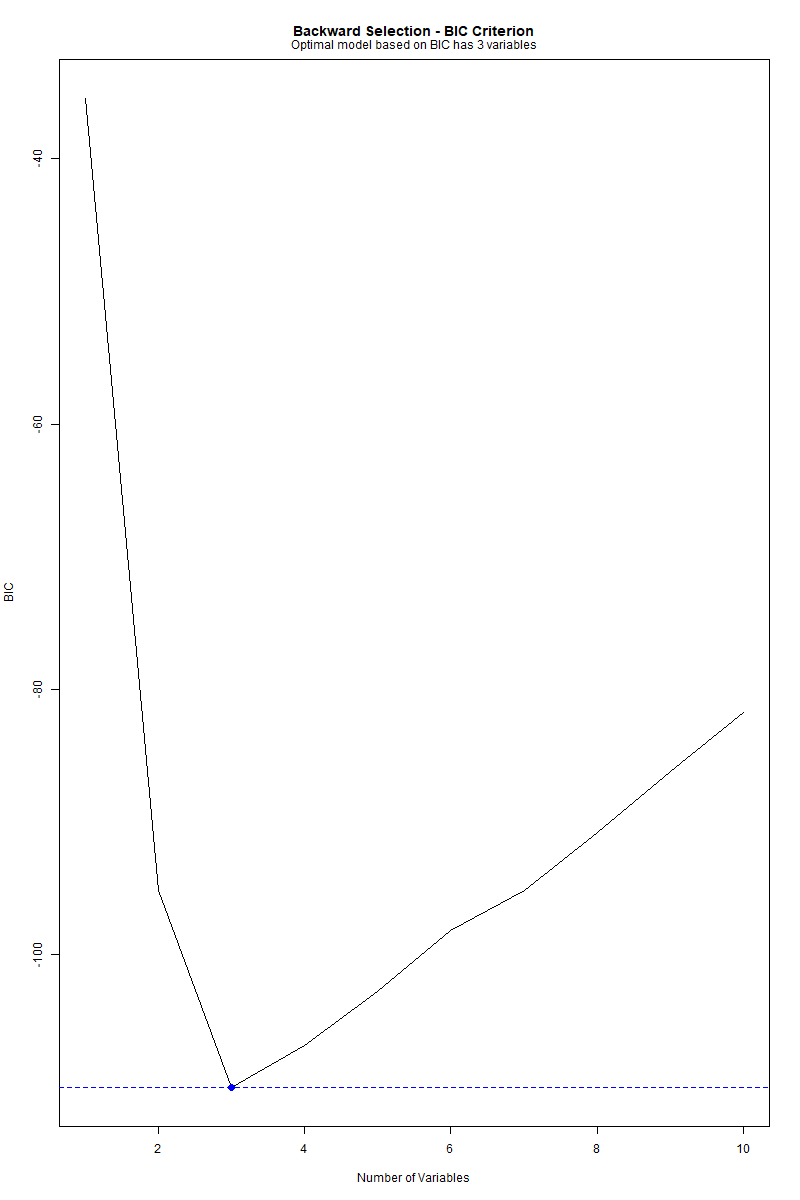 Backward Selection - BIC Criterion
Optimal model based on BIC has 3 variables
BIC
-40
-60
-80
-100
2
4
6
8
10
Number of Variables